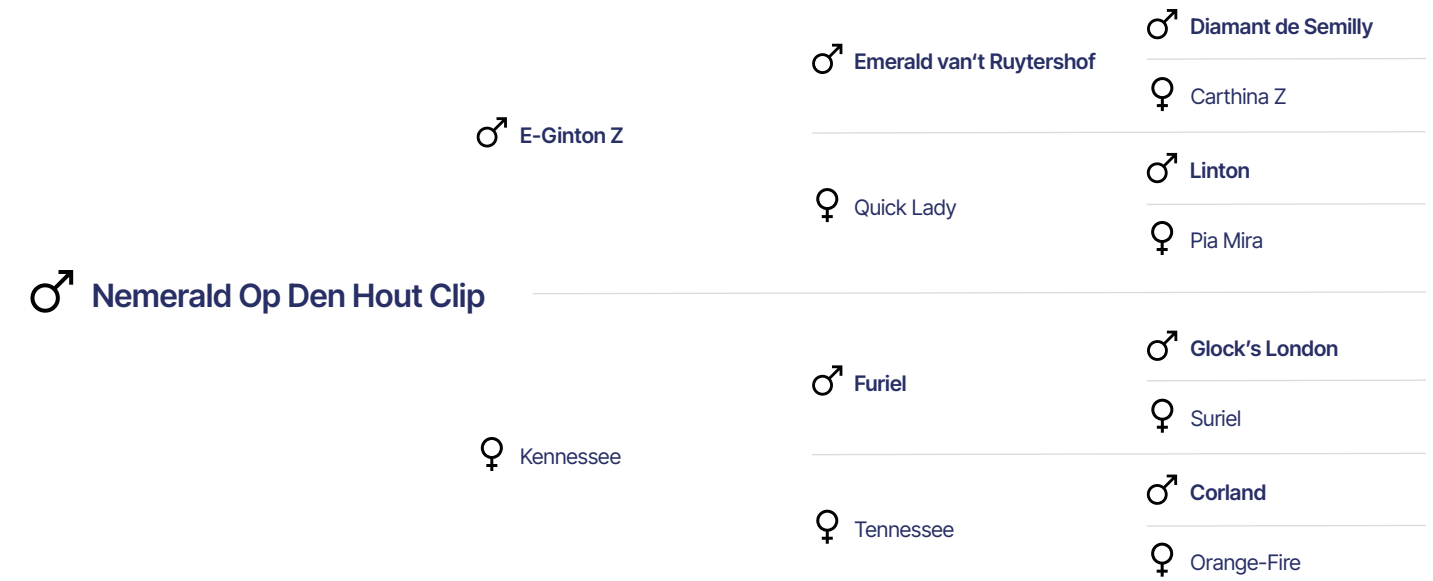 Diamant de Semilly
Emerald van‘t Ruytershof
Carthina Z
E-Ginton Z
Linton
Quick Lady
Pia Mira
Nemerald Op Den Hout Clip
Glock’s London
Furiel
Suriel
Kennessee
Corland
Tennessee
Orange-Fire